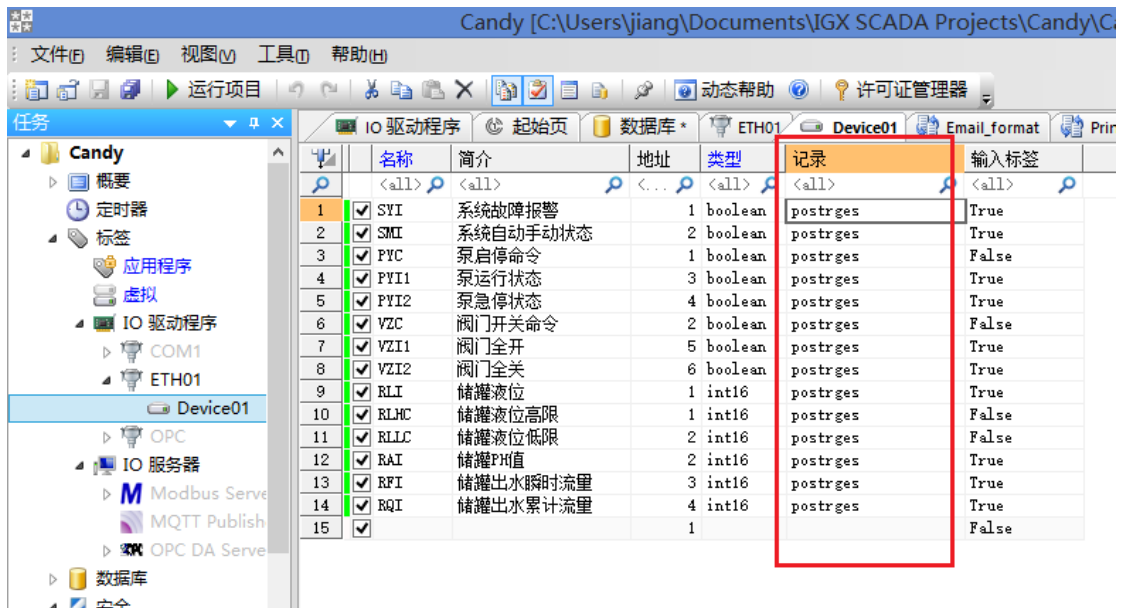 Candy [C:\Users\jiang\Documents\IGX SCADA Projects\Candy\C
文件(F) 编辑(E) 视图(V) 工具(T) 帮助(H)
运行项目 动态帮助 许可证管理器
任务
IO 驱动程序 起始页 数据库 * ETH01 Device01 Email_format Prin
Candy
概要
定时器
标签
应用程序
虚拟
IO 驱动程序
COM1
ETH01
Device01
OPC
IO 服务器
Modbus Serve
MQTT Publish
OPC DA Serve
数据库
安全
名称 简介 地址 类型 记录 输入标签
<all> <all> <... <all> <all> <all>
1 SYI 系统故障报警 1 boolean postrges True
2 SMI 系统自动手动状态 2 boolean postrges True
3 PYC 泵启停命令 1 boolean postrges False
4 PYI1 泵运行状态 3 boolean postrges True
5 PYI2 泵急停状态 4 boolean postrges True
6 VZC 阀门开关命令 2 boolean postrges False
7 VZI1 阀门全开 5 boolean postrges True
8 VZI2 阀门全关 6 boolean postrges True
9 RLI 储罐液位 1 int16 postrges True
10 RLHC 储罐液位高限 1 int16 postrges False
11 RLLC 储罐液位低限 2 int16 postrges False
12 RAI 储罐PH值 2 int16 postrges True
13 RFI 储罐出水瞬时流量 3 int16 postrges True
14 RQI 储罐出水累计流量 4 int16 postrges True
15 1 False